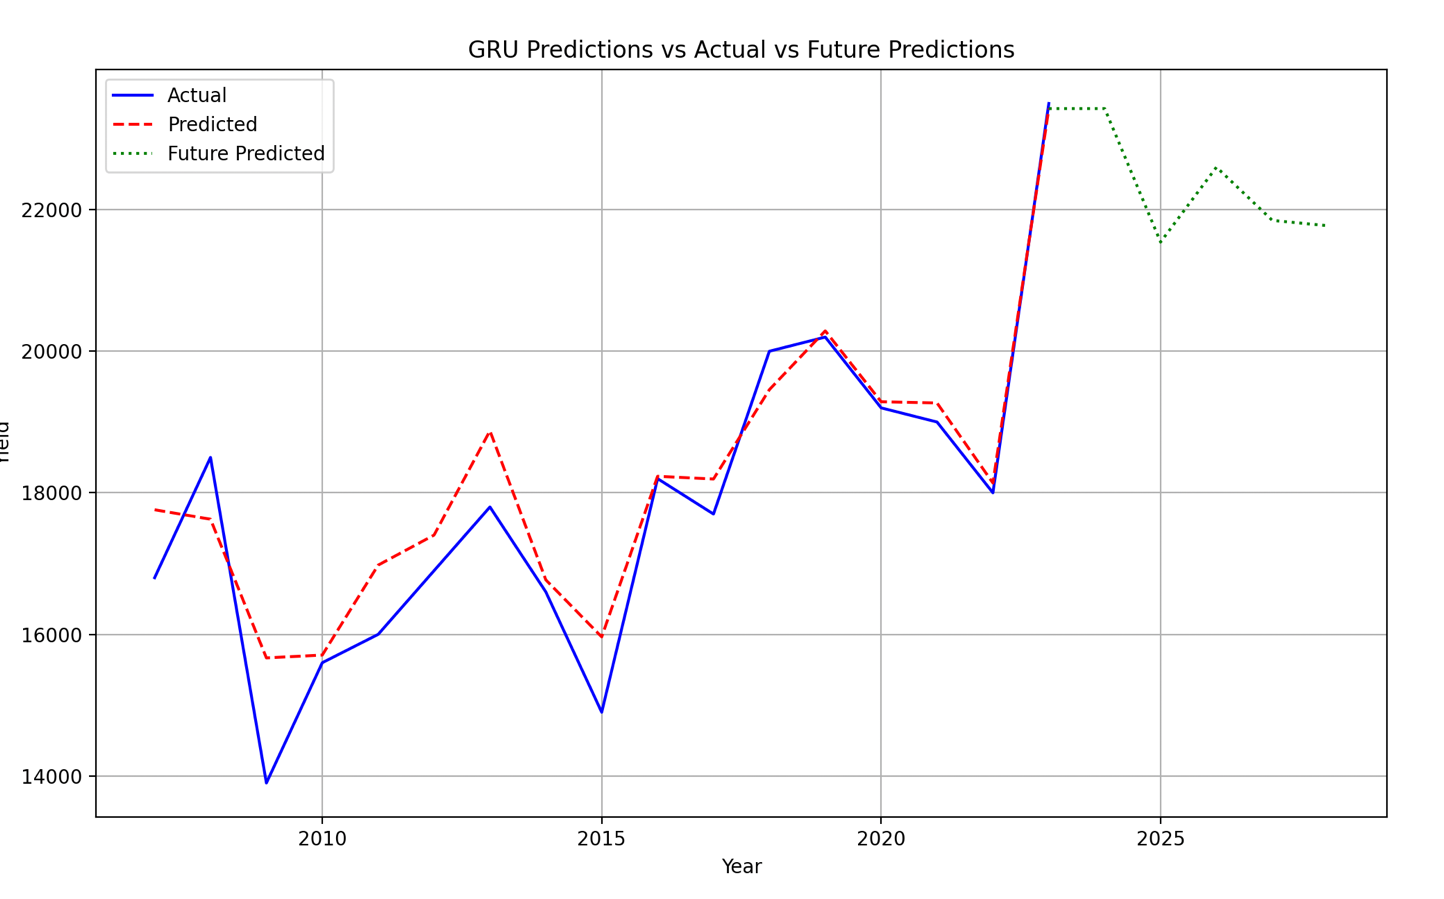 GRU Predictions vs Actual vs Future Predictions
Actual
Predicted
Future Predicted
22000
20000
18000
16000
14000
2010 2015 2020 2025
Year